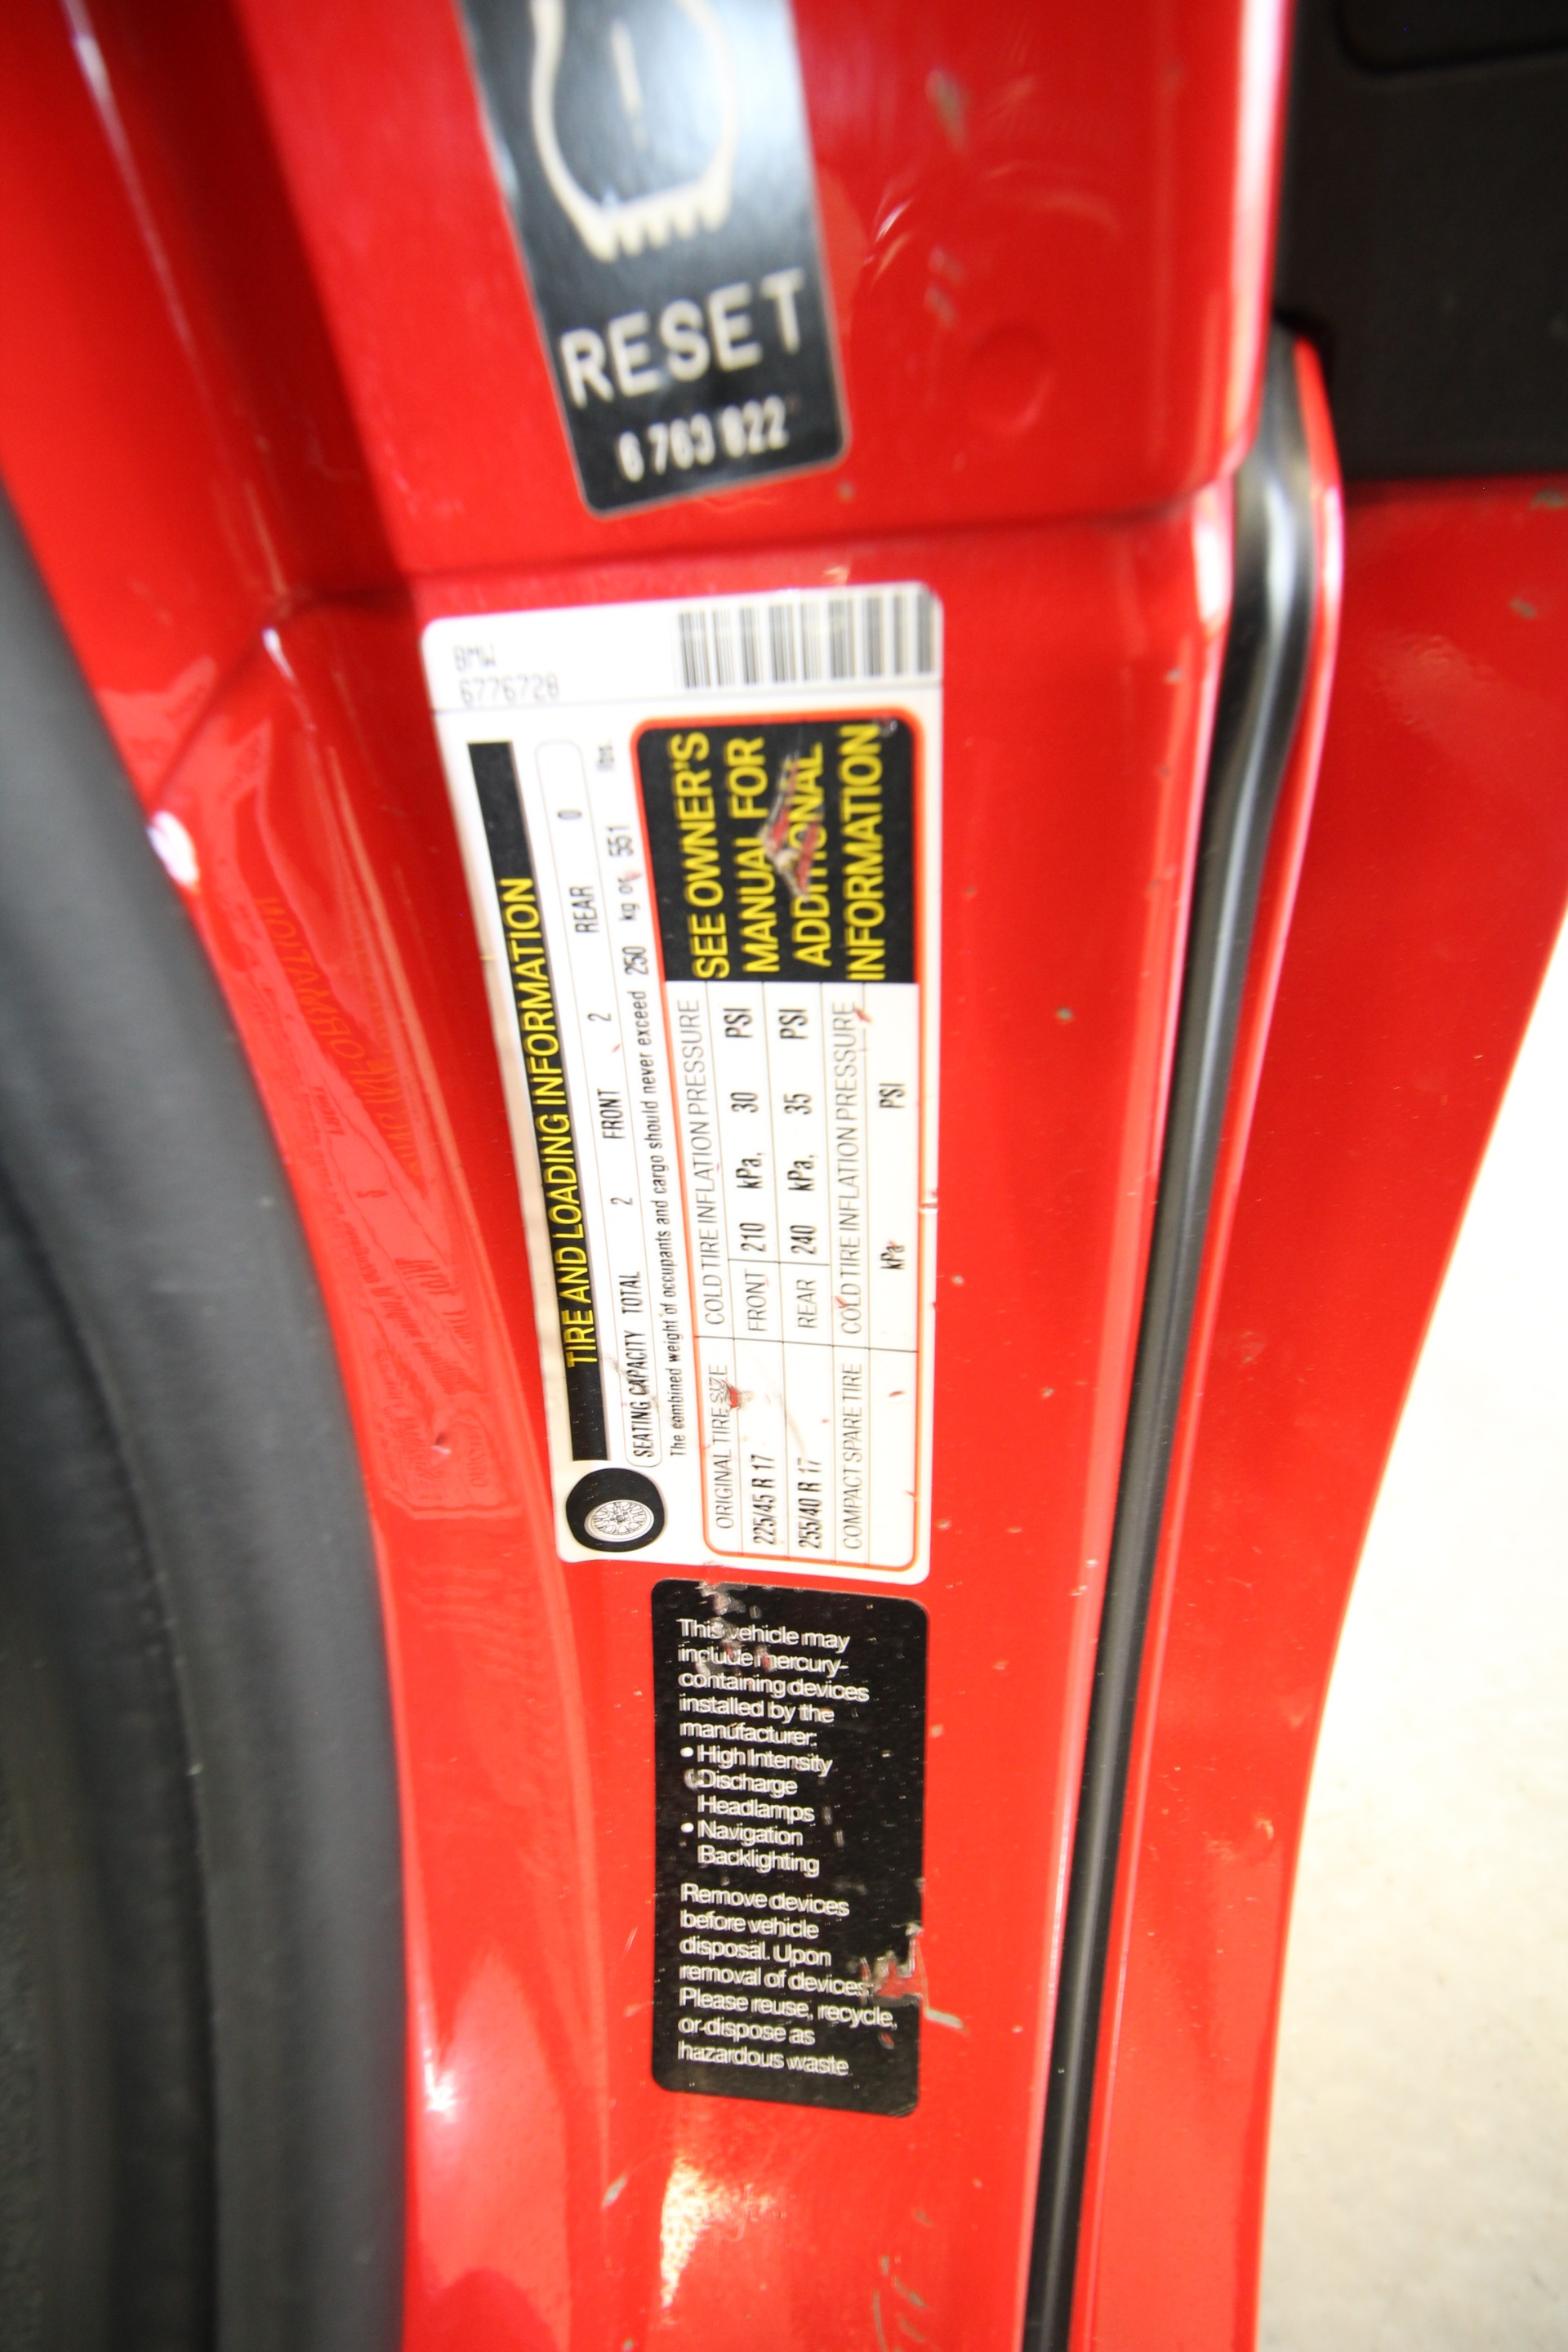 RESET
6 763 822
BMW
6776728
TIRE AND LOADING INFORMATION
SEATING CAPACITY TOTAL 2 FRONT 2 REAR 0
The combined weight of occupants and cargo should never exceed 250 kg or 551 lbs.
ORIGINAL TIRE SIZE COLD TIRE INFLATION PRESSURE
225/45 R 17 FRONT 210 kPa, 30 PSI
255/40 R 17 REAR 240 kPa, 35 PSI
COMPACT SPARE TIRE COLD TIRE INFLATION PRESSURE
kPa PSI
SEE OWNER'S
MANUAL FOR
ADDITIONAL
INFORMATION
This vehicle may
include mercury-
containing devices
installed by the
manufacturer:
• High Intensity
Discharge
Headlamps
• Navigation
Backlighting
Remove devices
before vehicle
disposal. Upon
removal of devices
Please reuse, recycle,
or dispose as
hazardous waste